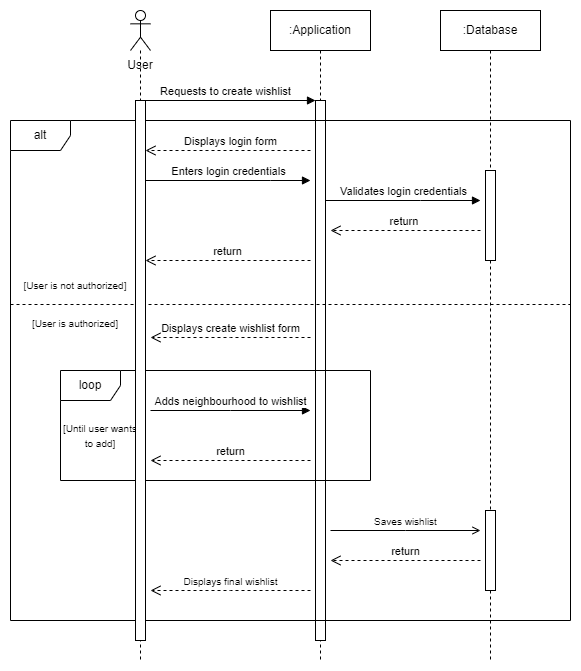 User
:Application
:Database
Requests to create wishlist
alt
Displays login form
Enters login credentials
Validates login credentials
return
return
[User is not authorized]
[User is authorized]
Displays create wishlist form
loop
Adds neighbourhood to wishlist
[Until user wants
to add]
return
Saves wishlist
return
Displays final wishlist